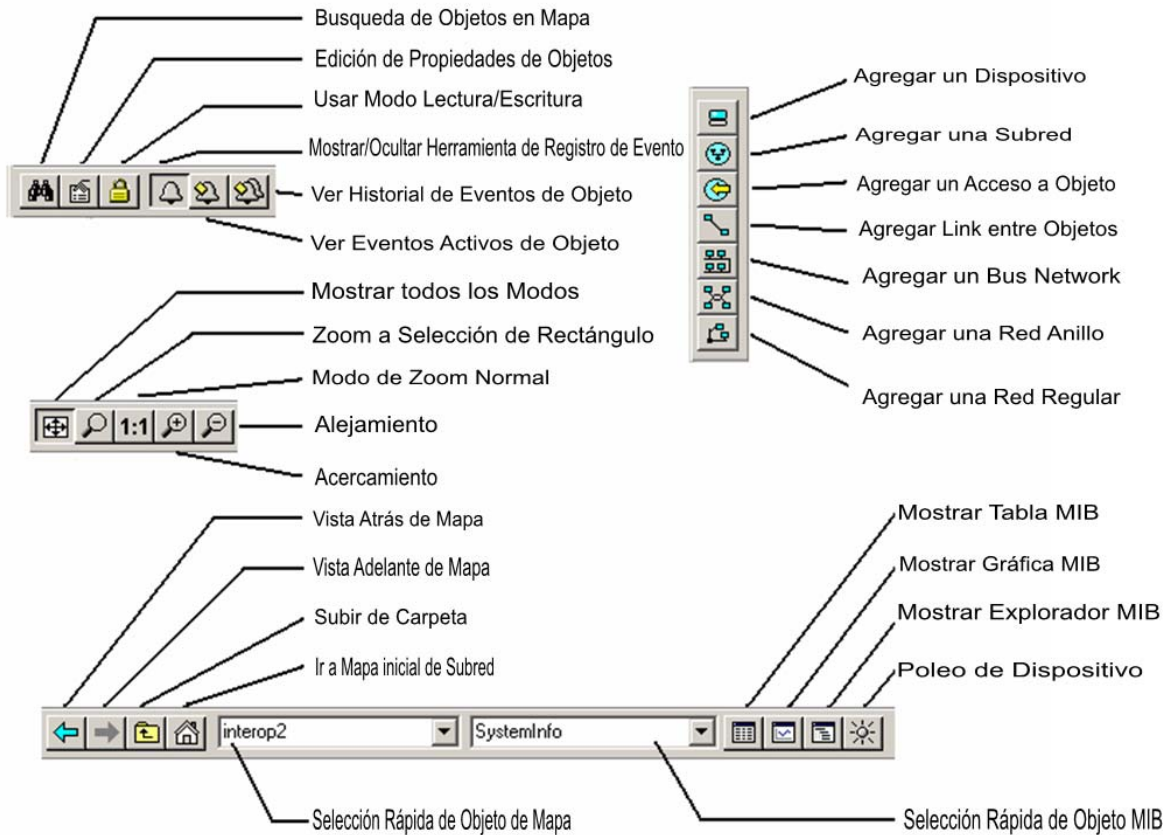 Busqueda de Objetos en Mapa
Edición de Propiedades de Objetos
Usar Modo Lectura/Escritura
Mostrar/Ocultar Herramienta de Registro de Evento
Ver Historial de Eventos de Objeto
Ver Eventos Activos de Objeto
Agregar un Dispositivo
Agregar una Subred
Agregar un Acceso a Objeto
Agregar Link entre Objetos
Agregar un Bus Network
Agregar una Red Anillo
Agregar una Red Regular
Mostrar todos los Modos
Zoom a Selección de Rectángulo
Modo de Zoom Normal
1:1
Alejamiento
Acercamiento
Vista Atrás de Mapa
Vista Adelante de Mapa
Subir de Carpeta
Ir a Mapa inicial de Subred
Mostrar Tabla MIB
Mostrar Gráfica MIB
Mostrar Explorador MIB
Poleo de Dispositivo
interop2
SystemInfo
Selección Rápida de Objeto de Mapa
Selección Rápida de Objeto MIB